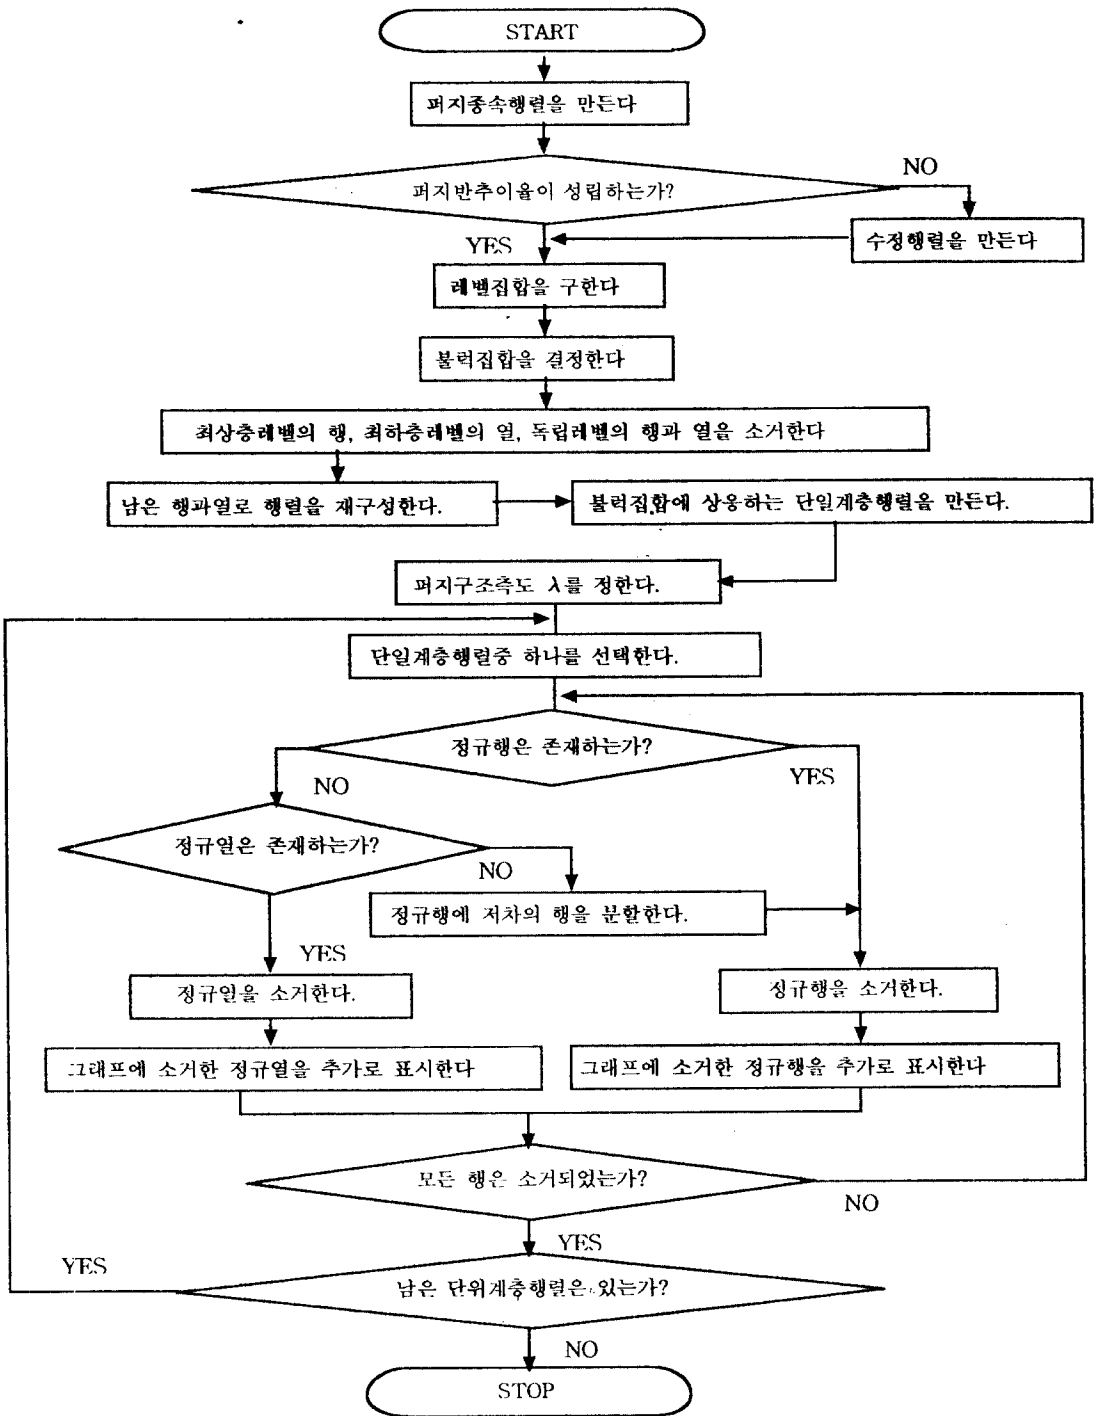 START
퍼지종속행렬을 만든다
퍼지반추이율이 성립하는가?
NO
수정행렬을 만든다
YES
레벨집합을 구한다
불럭집합을 결정한다
최상층레벨의 행, 최하층레벨의 열, 독립레벨의 행과 열을 소거한다
남은 행과열로 행렬을 재구성한다.
불럭집합에 상응하는 단일계층행렬을 만든다.
퍼지구조측도 λ를 정한다.
단일계층행렬중 하나를 선택한다.
정규행은 존재하는가?
NO
YES
정규열은 존재하는가?
NO
정규행에 저차의 행을 분할한다.
YES
정규열을 소거한다.
정규행을 소거한다.
그래프에 소거한 정규열을 추가로 표시한다
그래프에 소거한 정규행을 추가로 표시한다
모든 행은 소거되었는가?
NO
YES
YES
남은 단위계층행렬은 있는가?
NO
STOP